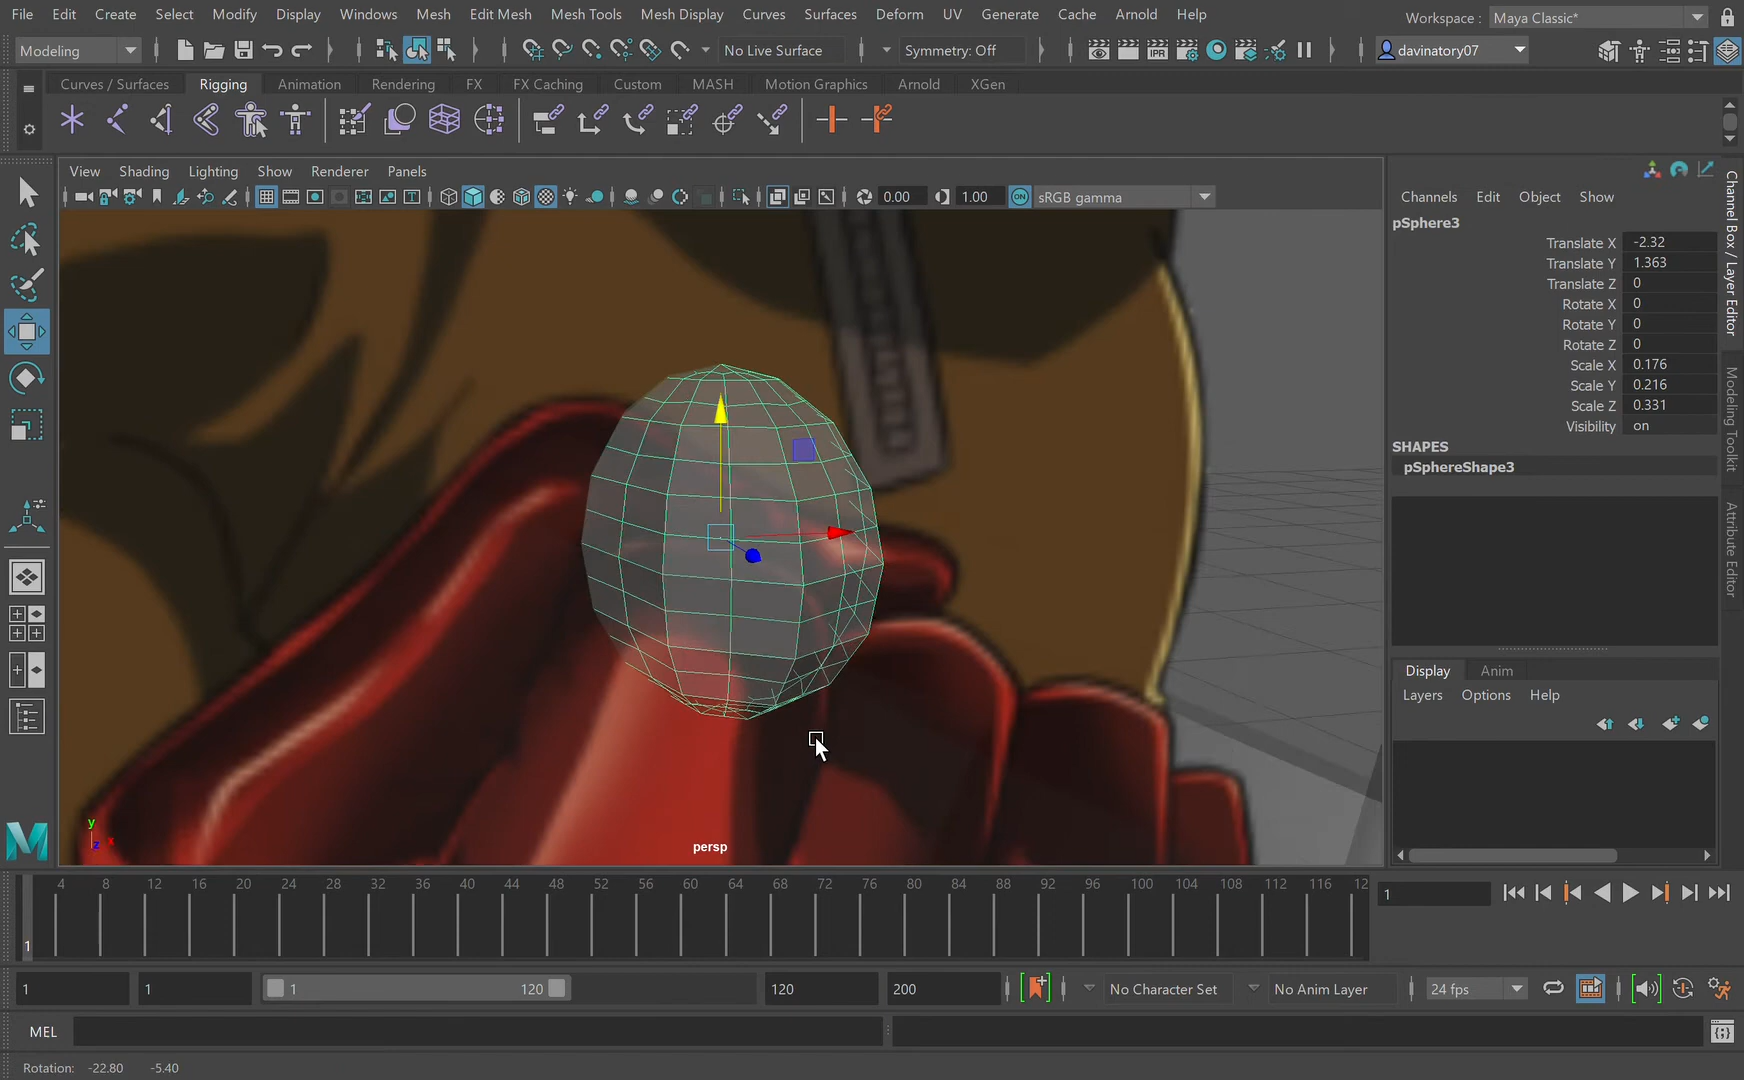 File Edit Create Select Modify Display Windows Mesh Edit Mesh Mesh Tools Mesh Display Curves Surfaces Deform UV Generate Cache Arnold Help Workspace : Maya Classic*
Modeling No Live Surface Symmetry: Off IPR davinatory07
Curves / Surfaces Rigging Animation Rendering FX FX Caching Custom MASH Motion Graphics Arnold XGen
View Shading Lighting Show Renderer Panels
0.00 1.00 ON sRGB gamma
Channels Edit Object Show
pSphere3
Translate X -2.32
Translate Y 1.363
Translate Z 0
Rotate X 0
Rotate Y 0
Rotate Z 0
Scale X 0.176
Scale Y 0.216
Scale Z 0.331
Visibility on
SHAPES
pSphereShape3
Display Anim
Layers Options Help
Channel Box / Layer Editor
Modeling Toolkit
Attribute Editor
y
z x
persp
4 8 12 16 20 24 28 32 36 40 44 48 52 56 60 64 68 72 76 80 84 88 92 96 100 104 108 112 116 12
1
1
1 1 1 120 120 200 No Character Set No Anim Layer 24 fps
MEL
Rotation: -22.80 -5.40